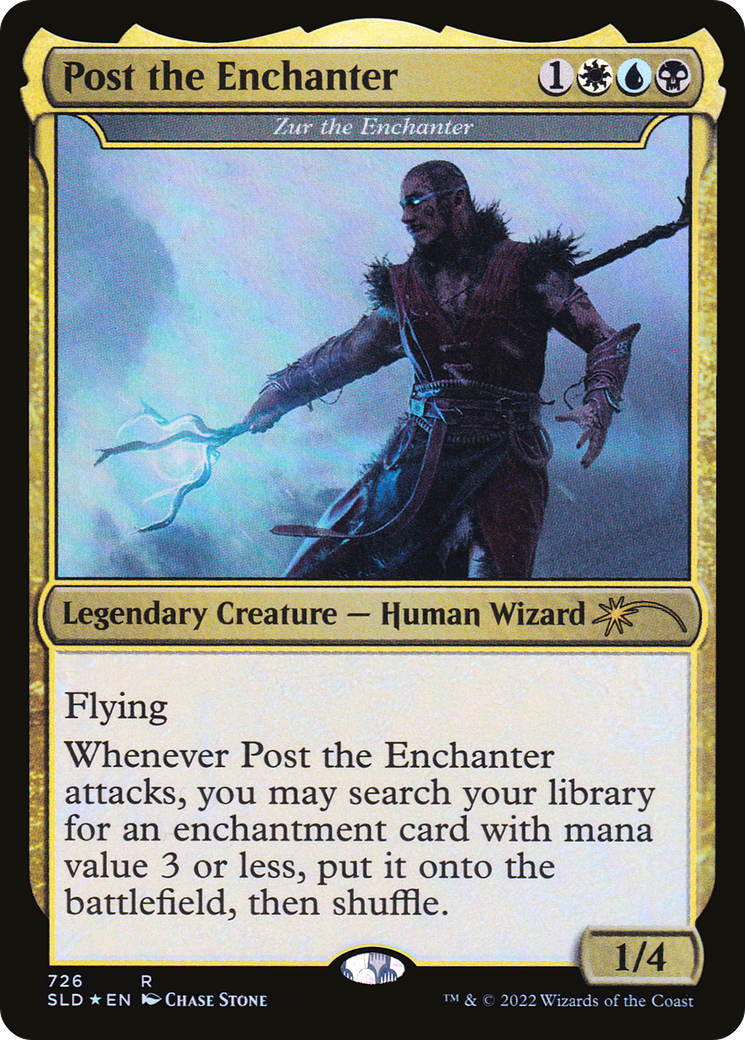 Post the Enchanter 1
Zur the Enchanter
Legendary Creature — Human Wizard
Flying
Whenever Post the Enchanter
attacks, you may search your library
for an enchantment card with mana
value 3 or less, put it onto the
battlefield, then shuffle.
1/4
726 R
SLD ★ EN Chase Stone
™ & © 2022 Wizards of the Coast